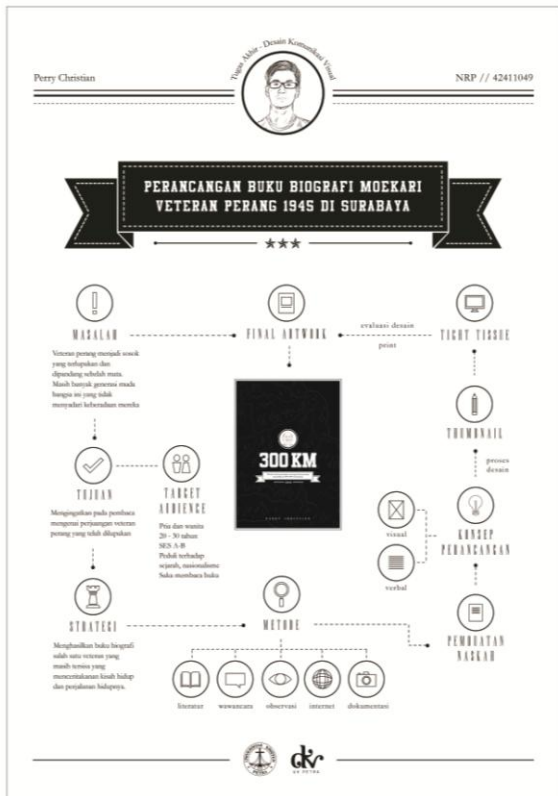 Tugas Akhir - Desain Komunikasi Visual
Perry Christian
NRP // 42411049
PERANCANGAN BUKU BIOGRAFI MOEKARI
VETERAN PERANG 1945 DI SURABAYA
MASALAH
Veteran perang menjadi sosok
yang terlupakan dan
dipandang sebelah mata.
Masih banyak generasi muda
bangsa ini yang tidak
menyadari keberadaan mereka
FINAL ARTWORK
evaluasi desain
print
TIGHT TISSUE
THUMBNAIL
proses
desain
300 KM
PERRY CHRISTIAN
TUJUAN
Mengingatkan pada pembaca
mengenai perjuangan veteran
perang yang telah dilupakan
TARGET
AUDIENCE
Pria dan wanita
20 - 30 tahun
SES A-B
Peduli terhadap
sejarah, nasionalisme
Suka membaca buku
visual
verbal
KONSEP
PERANCANGAN
STRATEGI
Menghasilkan buku biografi
salah satu veteran yang
masih tersisa yang
menceritakan kisah hidup
dan perjalanan hidupnya.
METODE
PEMBUATAN
NASKAH
literatur
wawancara
observasi
internet
dokumentasi
dkv
UK PETRA